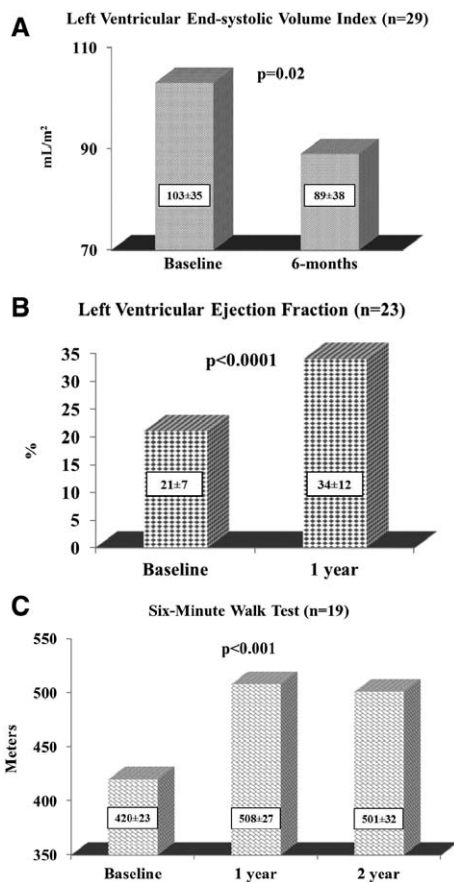 A
Left Ventricular End-systolic Volume Index (n=29)
110
p=0.02
mL/m²
90
103±35
89±38
70
Baseline 6-months
B
Left Ventricular Ejection Fraction (n=23)
35
p<0.0001
30
25
%
20
15
21±7
34±12
10
5
0
Baseline 1 year
C
Six-Minute Walk Test (n=19)
550
p<0.001
500
Meters
450
400
420±23
508±27
501±32
350
Baseline 1 year 2 year